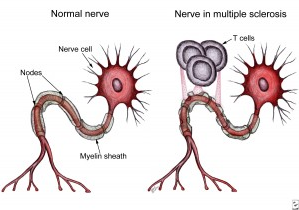 Normal nerve
Nerve in multiple sclerosis
Nerve cell
T cells
Nodes
Myelin sheath